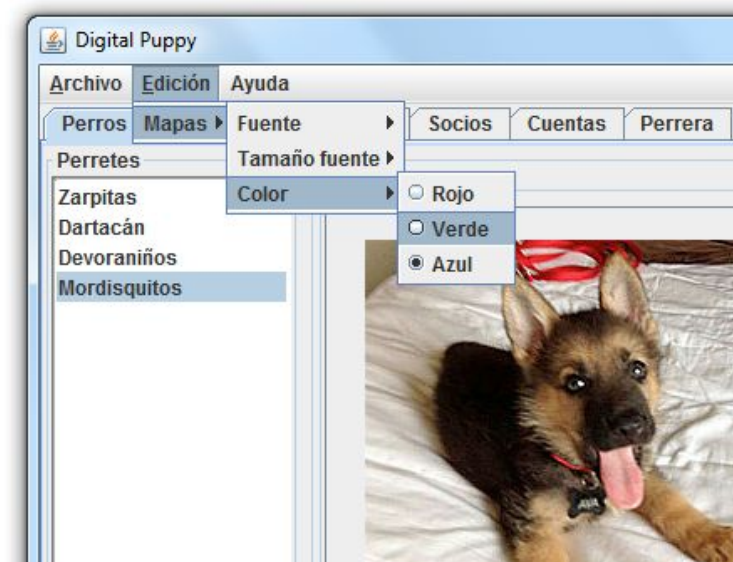 Digital Puppy
Archivo Edición Ayuda
Perros Mapas Fuente Socios Cuentas Perrera
Perretes Tamaño fuente
Zarpitas Color Rojo
Dartacán Verde
Devoraniños Azul
Mordisquitos